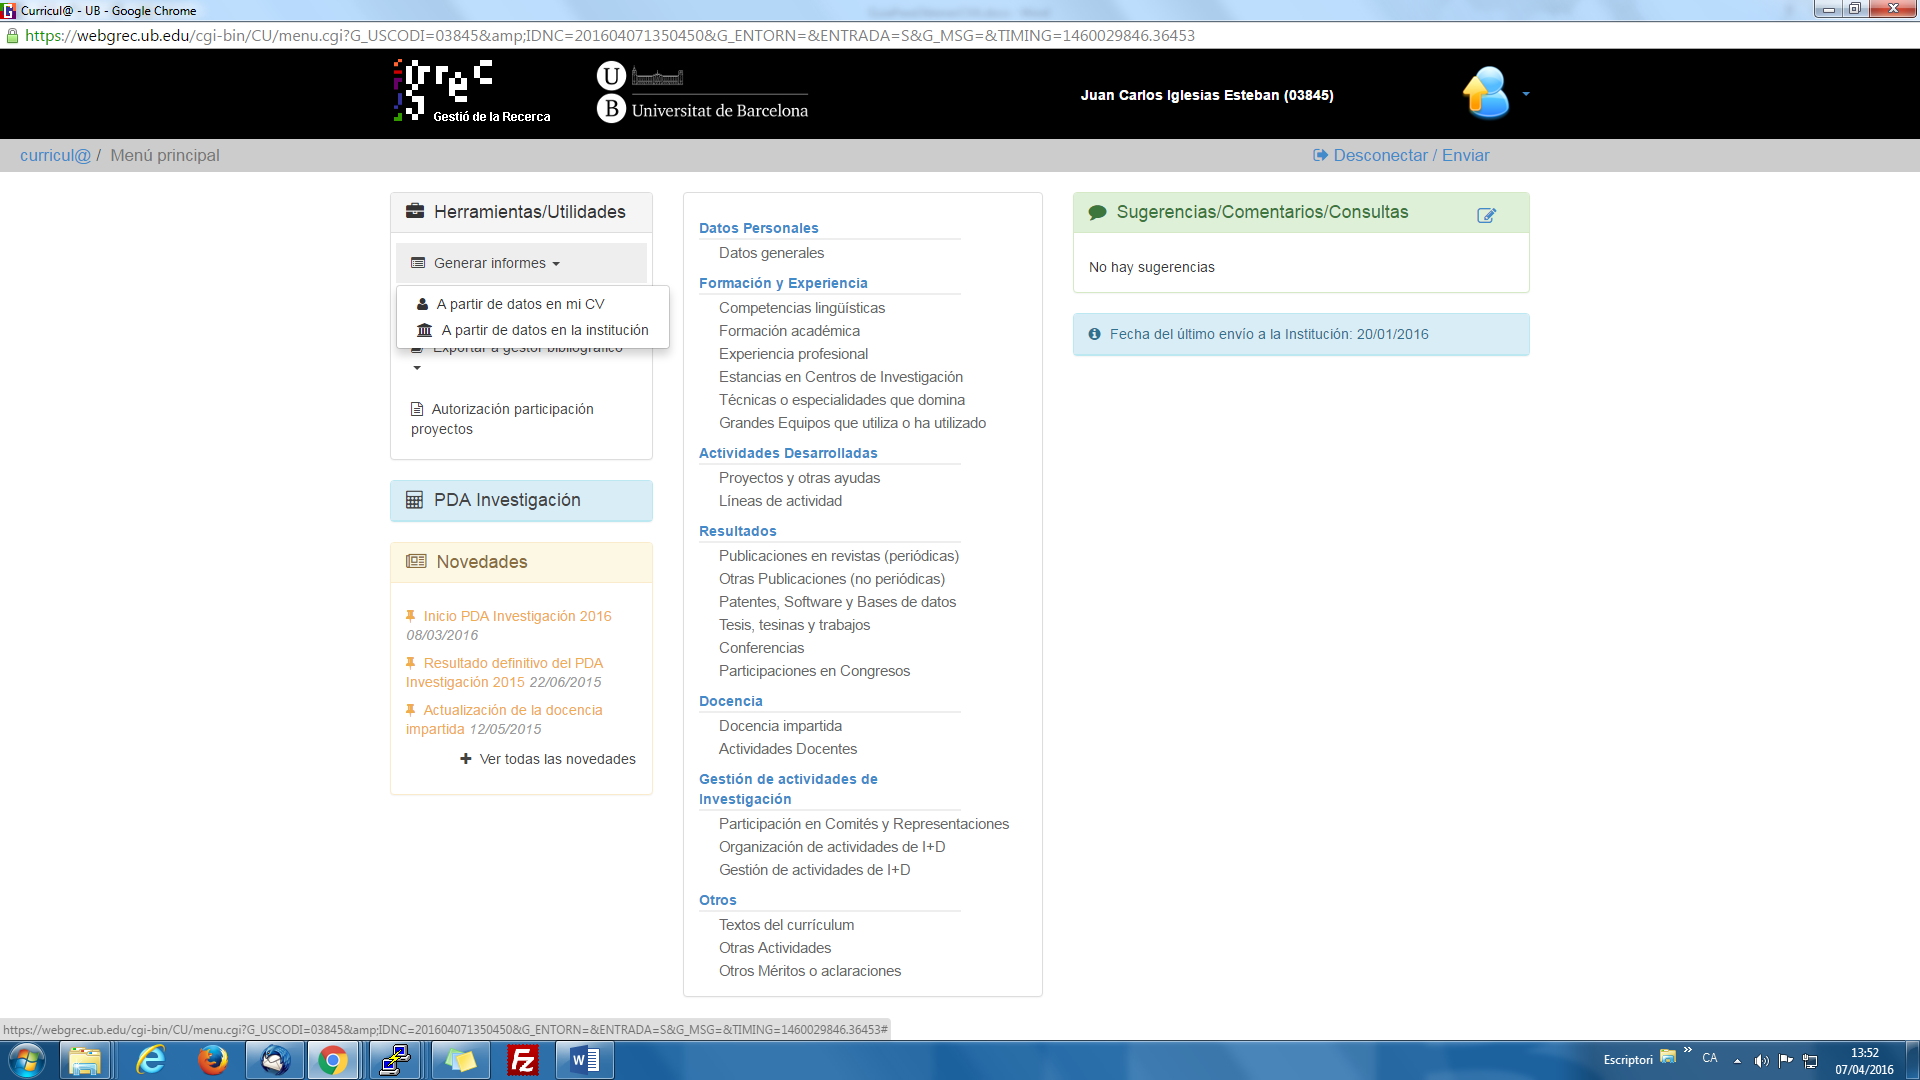 Curricul@ - UB - Google Chrome
https://webgrec.ub.edu/cgi-bin/CU/menu.cgi?G_USCODI=03845&amp;IDNC=201604071350450&G_ENTORN=&ENTRADA=S&G_MSG=&TIMING=1460029846.36453
grec
Gestió de la Recerca
UB Universitat de Barcelona
Juan Carlos Iglesias Esteban (03845)
curricul@ / Menú principal
Desconectar / Enviar
Herramientas/Utilidades
Generar informes
A partir de datos en mi CV
A partir de datos en la institución
Exportar a gestor bibliográfico
Autorización participación
proyectos
PDA Investigación
Novedades
Inicio PDA Investigación 2016
08/03/2016
Resultado definitivo del PDA
Investigación 2015 22/06/2015
Actualización de la docencia
impartida 12/05/2015
Ver todas las novedades
Datos Personales
Datos generales
Formación y Experiencia
Competencias lingüísticas
Formación académica
Experiencia profesional
Estancias en Centros de Investigación
Técnicas o especialidades que domina
Grandes Equipos que utiliza o ha utilizado
Actividades Desarrolladas
Proyectos y otras ayudas
Líneas de actividad
Resultados
Publicaciones en revistas (periódicas)
Otras Publicaciones (no periódicas)
Patentes, Software y Bases de datos
Tesis, tesinas y trabajos
Conferencias
Participaciones en Congresos
Docencia
Docencia impartida
Actividades Docentes
Gestión de actividades de
Investigación
Participación en Comités y Representaciones
Organización de actividades de I+D
Gestión de actividades de I+D
Otros
Textos del currículum
Otras Actividades
Otros Méritos o aclaraciones
Sugerencias/Comentarios/Consultas
No hay sugerencias
Fecha del último envío a la Institución: 20/01/2016
https://webgrec.ub.edu/cgi-bin/CU/menu.cgi?G_USCODI=03845&amp;IDNC=201604071350450&G_ENTORN=&ENTRADA=S&G_MSG=&TIMING=1460029846.36453#
Escriptori
CA
13:52
07/04/2016